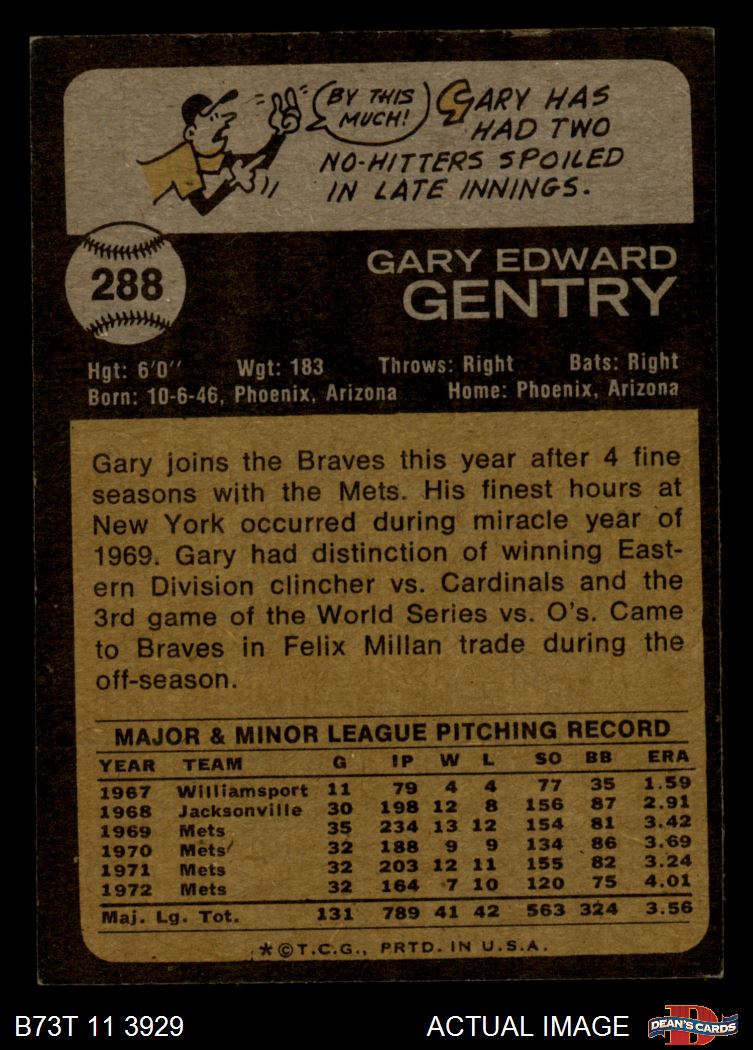 BY THIS
MUCH!
GARY HAS
HAD TWO
NO-HITTERS SPOILED
IN LATE INNINGS.
288
GARY EDWARD
GENTRY
Hgt: 6'0" Wgt: 183 Throws: Right Bats: Right
Born: 10-6-46, Phoenix, Arizona Home: Phoenix, Arizona
Gary joins the Braves this year after 4 fine
seasons with the Mets. His finest hours at
New York occurred during miracle year of
1969. Gary had distinction of winning East-
ern Division clincher vs. Cardinals and the
3rd game of the World Series vs. O's. Came
to Braves in Felix Millan trade during the
off-season.
MAJOR & MINOR LEAGUE PITCHING RECORD
YEAR TEAM G IP W L SO BB ERA
1967 Williamsport 11 79 4 4 77 35 1.59
1968 Jacksonville 30 198 12 8 156 87 2.91
1969 Mets 35 234 13 12 154 81 3.42
1970 Mets 32 188 9 9 134 86 3.69
1971 Mets 32 203 12 11 155 82 3.24
1972 Mets 32 164 7 10 120 75 4.01
Maj. Lg. Tot. 131 789 41 42 563 324 3.56
*©T.C.G., PRTD. IN U.S.A.
B73T 11 3929 ACTUAL IMAGE
D
DEAN'S CARDS